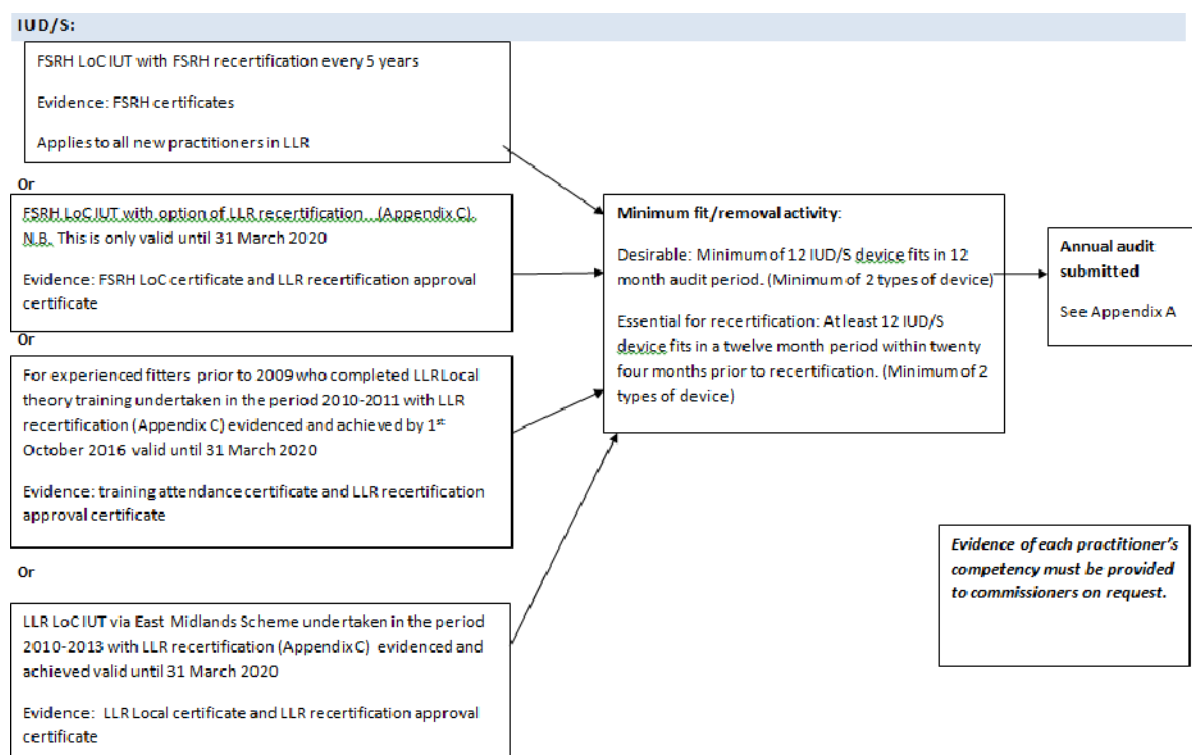 IUD/S:
FSRH LoC IUT with FSRH recertification every 5 years
Evidence: FSRH certificates
Applies to all new practitioners in LLR
Or
FSRH LoC IUT with option of LLR recertification (Appendix C).
N.B. This is only valid until 31 March 2020
Evidence: FSRH LoC certificate and LLR recertification approval
certificate
Or
For experienced fitters prior to 2009 who completed LLR Local
theory training undertaken in the period 2010-2011 with LLR
recertification (Appendix C) evidenced and achieved by 1st
October 2016 valid until 31 March 2020
Evidence: training attendance certificate and LLR recertification
approval certificate
Or
LLR LoC IUT via East Midlands Scheme undertaken in the period
2010-2013 with LLR recertification (Appendix C) evidenced and
achieved valid until 31 March 2020
Evidence: LLR Local certificate and LLR recertification approval
certificate
Minimum fit/removal activity:
Desirable: Minimum of 12 IUD/S device fits in 12
month audit period. (Minimum of 2 types of device)
Essential for recertification: At least 12 IUD/S
device fits in a twelve month period within twenty
four months prior to recertification. (Minimum of 2
types of device)
Annual audit
submitted
See Appendix A
Evidence of each practitioner's
competency must be provided
to commissioners on request.